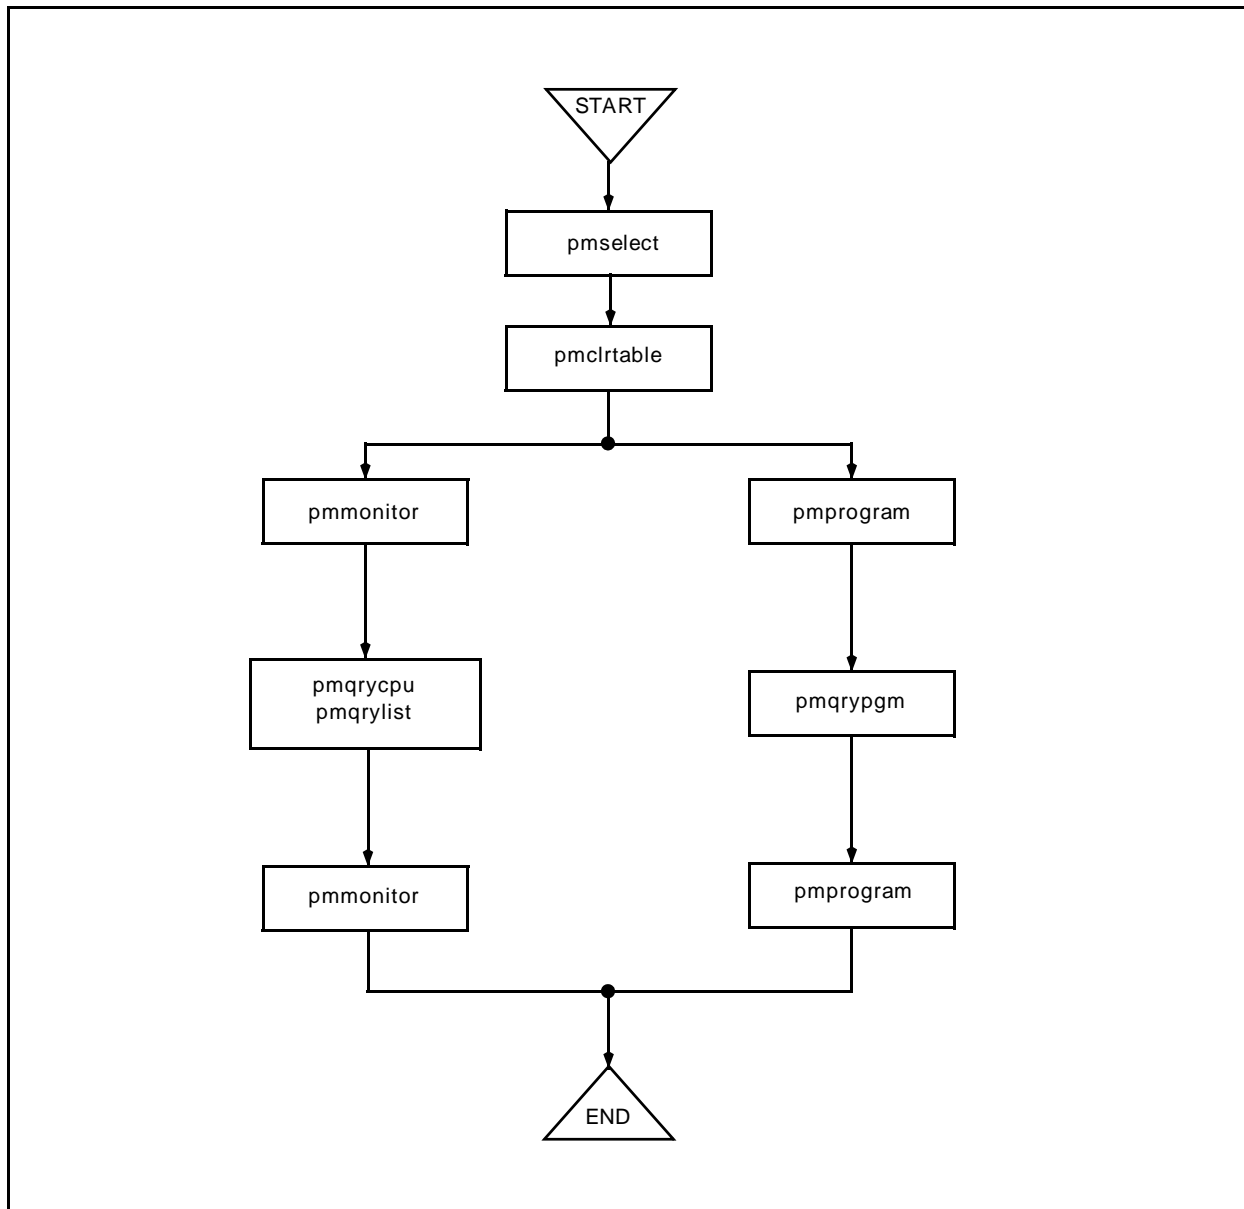 START
pmselect
pmclrtable
pmmonitor
pmprogram
pmqrycpu
pmqrylist
pmqrypgm
pmmonitor
pmprogram
END